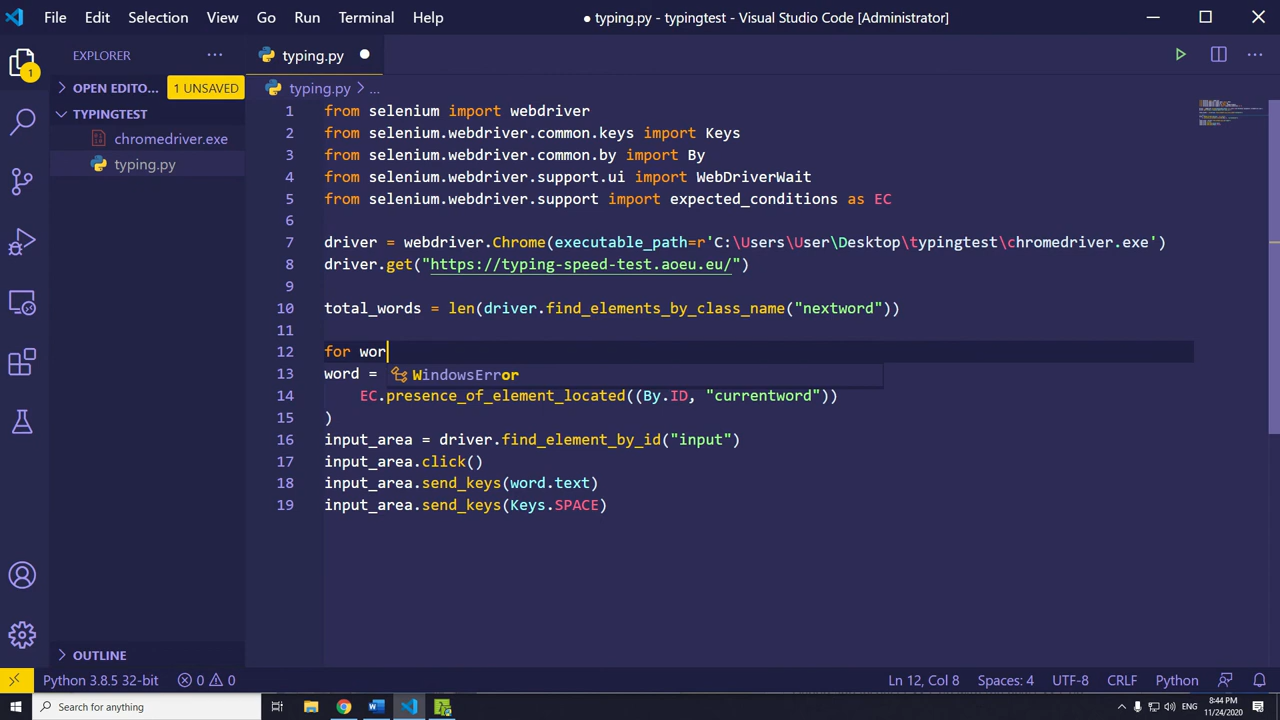 File Edit Selection View Go Run Terminal Help
● typing.py - typingtest - Visual Studio Code [Administrator]
EXPLORER ...
typing.py ●
1
OPEN EDITO... 1 UNSAVED
typing.py > ...
TYPINGTEST
chromedriver.exe
typing.py
1 from selenium import webdriver
2 from selenium.webdriver.common.keys import Keys
3 from selenium.webdriver.common.by import By
4 from selenium.webdriver.support.ui import WebDriverWait
5 from selenium.webdriver.support import expected_conditions as EC
6
7 driver = webdriver.Chrome(executable_path=r'C:\Users\User\Desktop\typingtest\chromedriver.exe')
8 driver.get("https://typing-speed-test.aoeu.eu/")
9
10 total_words = len(driver.find_elements_by_class_name("nextword"))
11
12 for wor
13 word =
WindowsError
14 EC.presence_of_element_located((By.ID, "currentword"))
15 )
16 input_area = driver.find_element_by_id("input")
17 input_area.click()
18 input_area.send_keys(word.text)
19 input_area.send_keys(Keys.SPACE)
OUTLINE
Python 3.8.5 32-bit 0 0 Ln 12, Col 8 Spaces: 4 UTF-8 CRLF Python
Search for anything
ENG
8:44 PM
11/24/2020